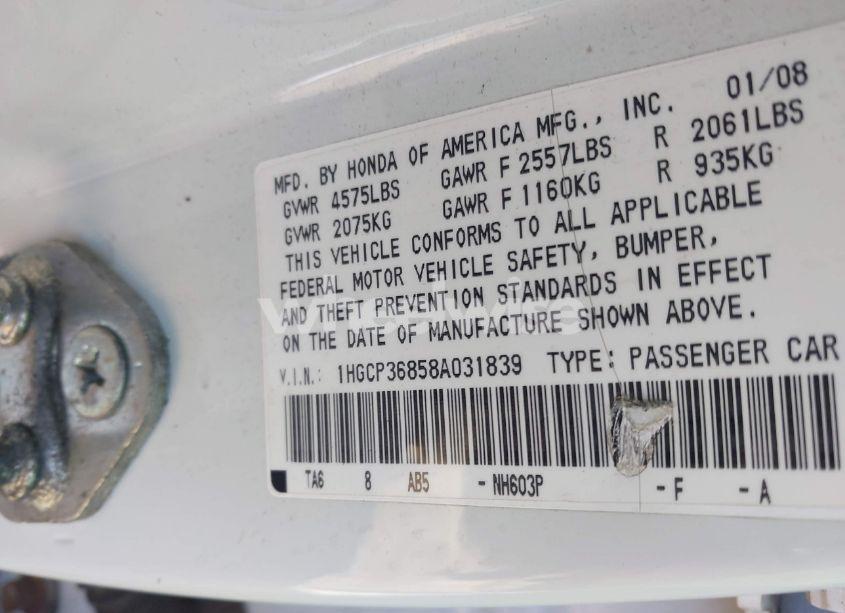 MFD. BY HONDA OF AMERICA MFG., INC. 01/08
GVWR 4575LBS GAWR F 2557LBS R 2061LBS
GVWR 2075KG GAWR F 1160KG R 935KG
THIS VEHICLE CONFORMS TO ALL APPLICABLE
FEDERAL MOTOR VEHICLE SAFETY, BUMPER,
AND THEFT PREVENTION STANDARDS IN EFFECT
ON THE DATE OF MANUFACTURE SHOWN ABOVE.
V.I.N.: 1HGCP36858A031839 TYPE: PASSENGER CAR
TA6 8 AB5 -NH603P -F -A